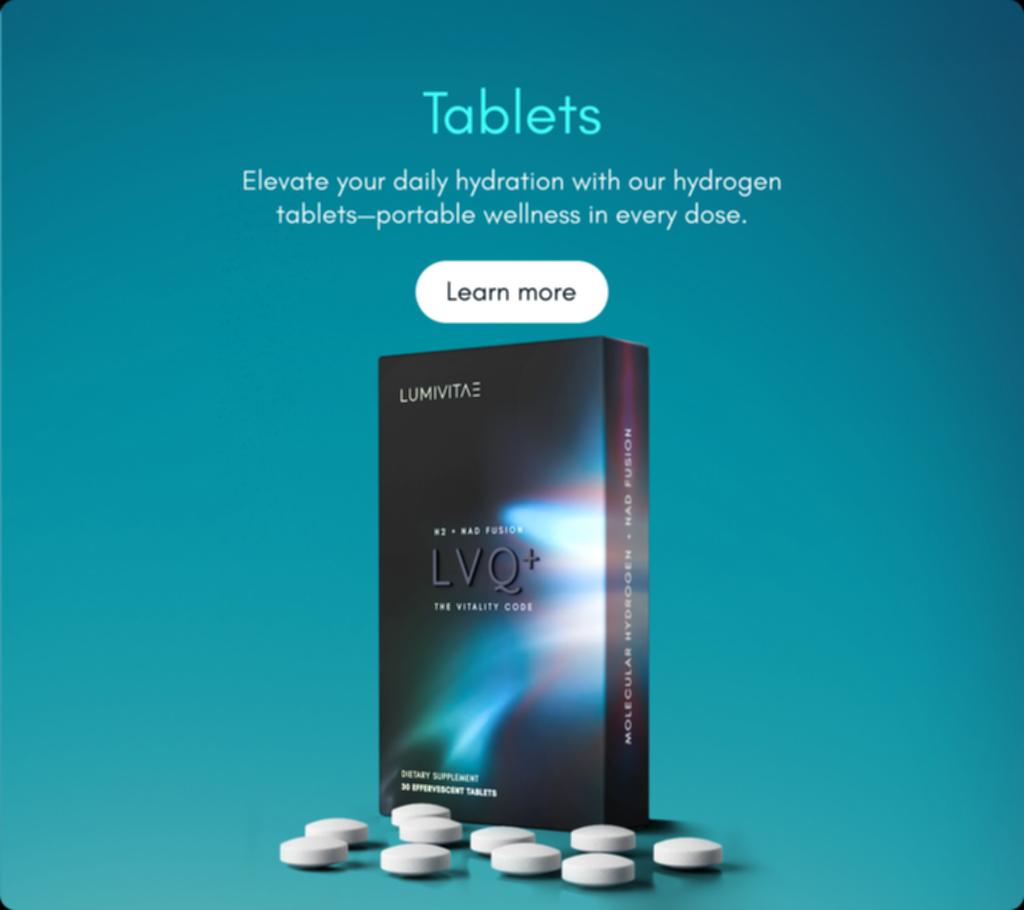 Tablets
Elevate your daily hydration with our hydrogen
tablets—portable wellness in every dose.
Learn more
LUMIVITAE
H2 + NAD FUSION
LVQ+
THE VITALITY CODE
DIETARY SUPPLEMENT
30 EFFERVESCENT TABLETS
MOLECULAR HYDROGEN + NAD FUSION